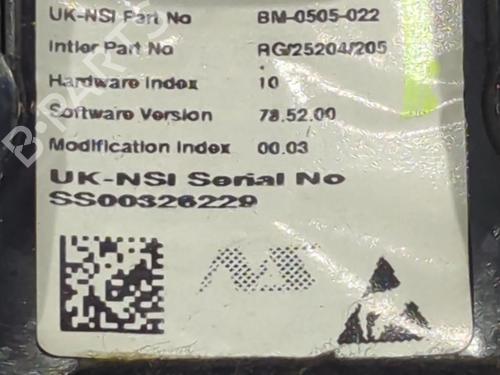 UK-NSI Part No BM-0505-022
Intier Part No RG/25204/205
Hardware Index 10
Software Version 78.52.00
Modification Index 00.03
UK-NSI Serial No
SS00326229
B-PARTS